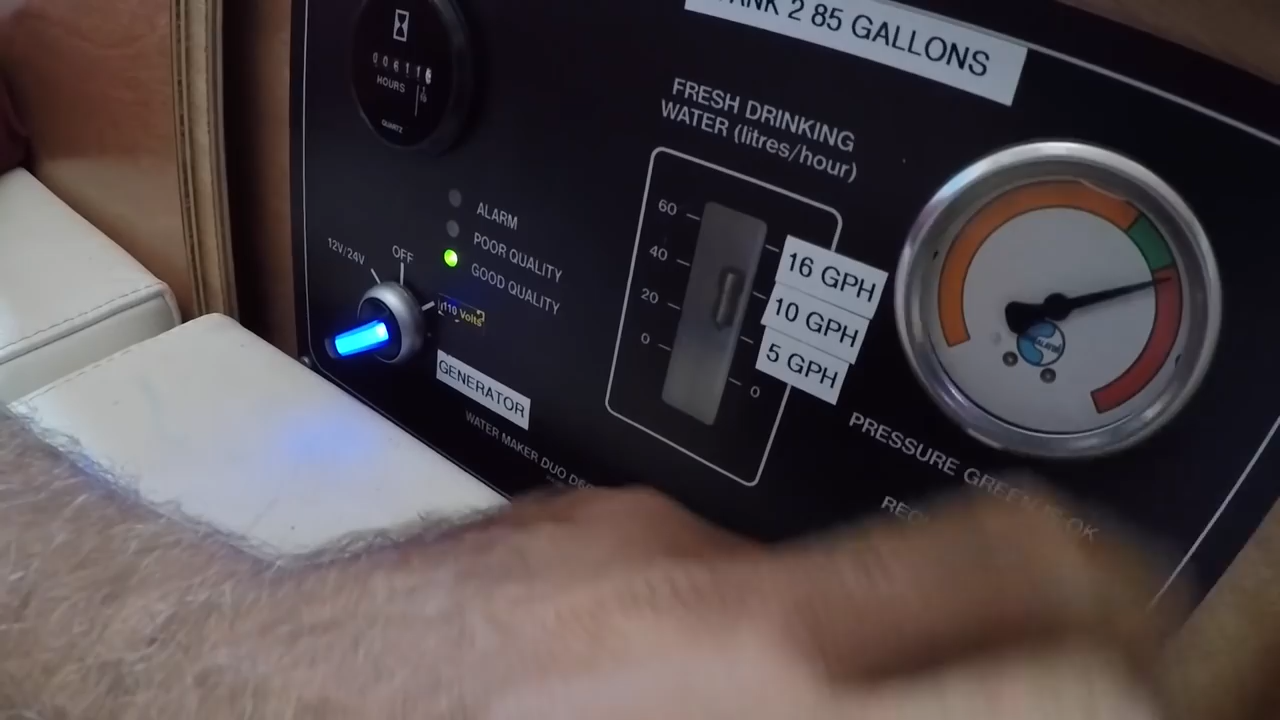 TANK 2 85 GALLONS
HOURS
QUARTZ
FRESH DRINKING
WATER (litres/hour)
60
40
20
0
0
16 GPH
10 GPH
5 GPH
ALARM
POOR QUALITY
GOOD QUALITY
12V/24V
OFF
110 Volts
GENERATOR
WATER MAKER DUO
PRESSURE GREEN IS OK